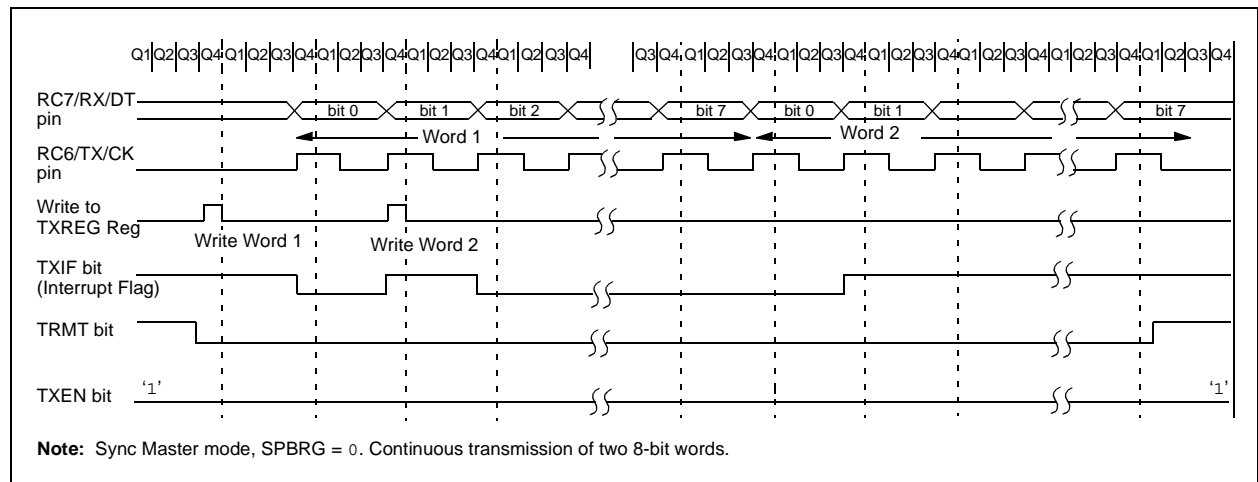 Q1 Q2 Q3 Q4 Q1 Q2 Q3 Q4 Q1 Q2 Q3 Q4 Q1 Q2 Q3 Q4 Q1 Q2 Q3 Q4 Q3 Q4 Q1 Q2 Q3 Q4 Q1 Q2 Q3 Q4 Q1 Q2 Q3 Q4 Q1 Q2 Q3 Q4 Q1 Q2 Q3 Q4 Q1 Q2 Q3 Q4
RC7/RX/DT
pin
bit 0 bit 1 bit 2 bit 7 bit 0 bit 1 bit 7
Word 1 Word 2
RC6/TX/CK
pin
Write to
TXREG Reg
Write Word 1 Write Word 2
TXIF bit
(Interrupt Flag)
TRMT bit
TXEN bit ‘1’ ‘1’
Note: Sync Master mode, SPBRG = 0. Continuous transmission of two 8-bit words.